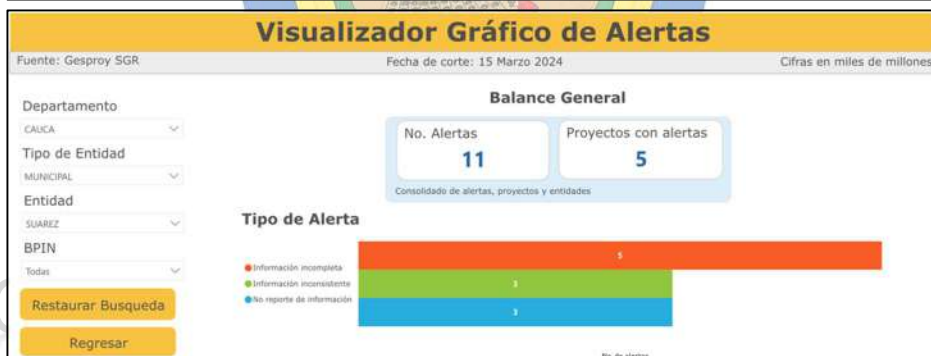 Visualizador Gráfico de Alertas
Fuente: Gesproy SGR
Fecha de corte: 15 Marzo 2024
Cifras en miles de millones
Departamento
CAUCA
Tipo de Entidad
MUNICIPAL
Entidad
SUAREZ
BPIN
Todas
Restaurar Busqueda
Regresar
Balance General
No. Alertas
11
Proyectos con alertas
5
Consolidado de alertas, proyectos y entidades
Tipo de Alerta
Información incompleta
Información inconsistente
No reporte de información
5
3
3
No. de alertas